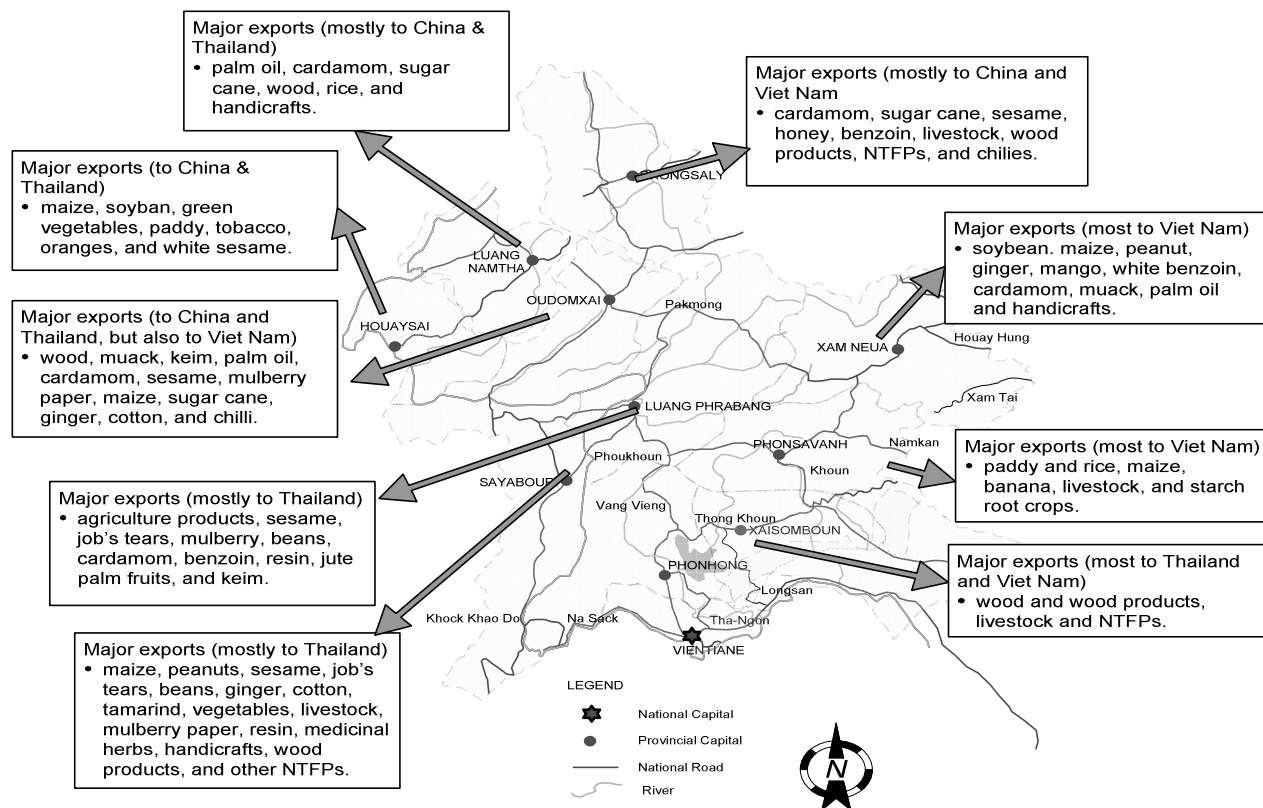 Major exports (mostly to China &
Thailand)
• palm oil, cardamom, sugar
cane, wood, rice, and
handicrafts.
Major exports (mostly to China and
Viet Nam
• cardamom, sugar cane, sesame,
honey, benzoin, livestock, wood
products, NTFPs, and chilies.
Major exports (to China &
Thailand)
• maize, soyban, green
vegetables, paddy, tobacco,
oranges, and white sesame.
Major exports (most to Viet Nam)
• soybean. maize, peanut,
ginger, mango, white benzoin,
cardamom, muack, palm oil
and handicrafts.
Major exports (to China and
Thailand, but also to Viet Nam)
• wood, muack, keim, palm oil,
cardamom, sesame, mulberry
paper, maize, sugar cane,
ginger, cotton, and chilli.
Major exports (most to Viet Nam)
• paddy and rice, maize,
banana, livestock, and starch
root crops.
Major exports (mostly to Thailand)
• agriculture products, sesame,
job's tears, mulberry, beans,
cardamom, benzoin, resin, jute
palm fruits, and keim.
Major exports (most to Thailand
and Viet Nam)
• wood and wood products,
livestock and NTFPs.
Major exports (mostly to Thailand)
• maize, peanuts, sesame, job's
tears, beans, ginger, cotton,
tamarind, vegetables, livestock,
mulberry paper, resin, medicinal
herbs, handicrafts, wood
products, and other NTFPs.
PHONGSALY
LUANG
NAMTHA
OUDOMXAI
Pakmong
HOUAYSAI
XAM NEUA
Houay Hung
Xam Tai
LUANG PHRABANG
PHONSAVANH
Namkan
Phoukhoun
Khoun
SAYABOURI
Vang Vieng
Thong Khoun
XAISOMBOUN
PHONHONG
Longsan
Khock Khao Do
Na Sack
Tha-Ngon
VIENTIANE
LEGEND
National Capital
Provincial Capital
National Road
River
N